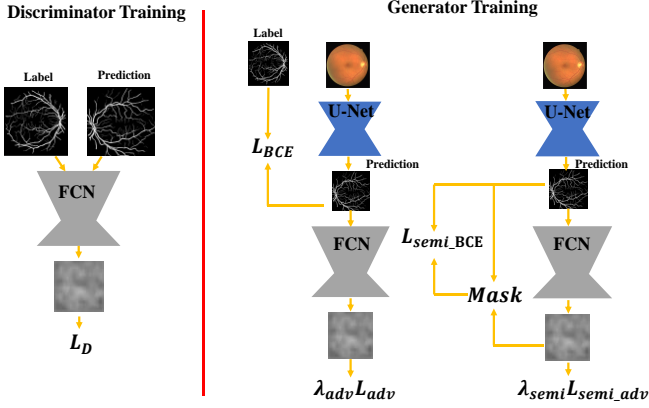 Discriminator Training
Label
Prediction
FCN
L_D
Generator Training
Label
U-Net
L_BCE
Prediction
FCN
λ_adv L_adv
U-Net
Prediction
L_semi_BCE
FCN
Mask
λ_semi L_semi_adv